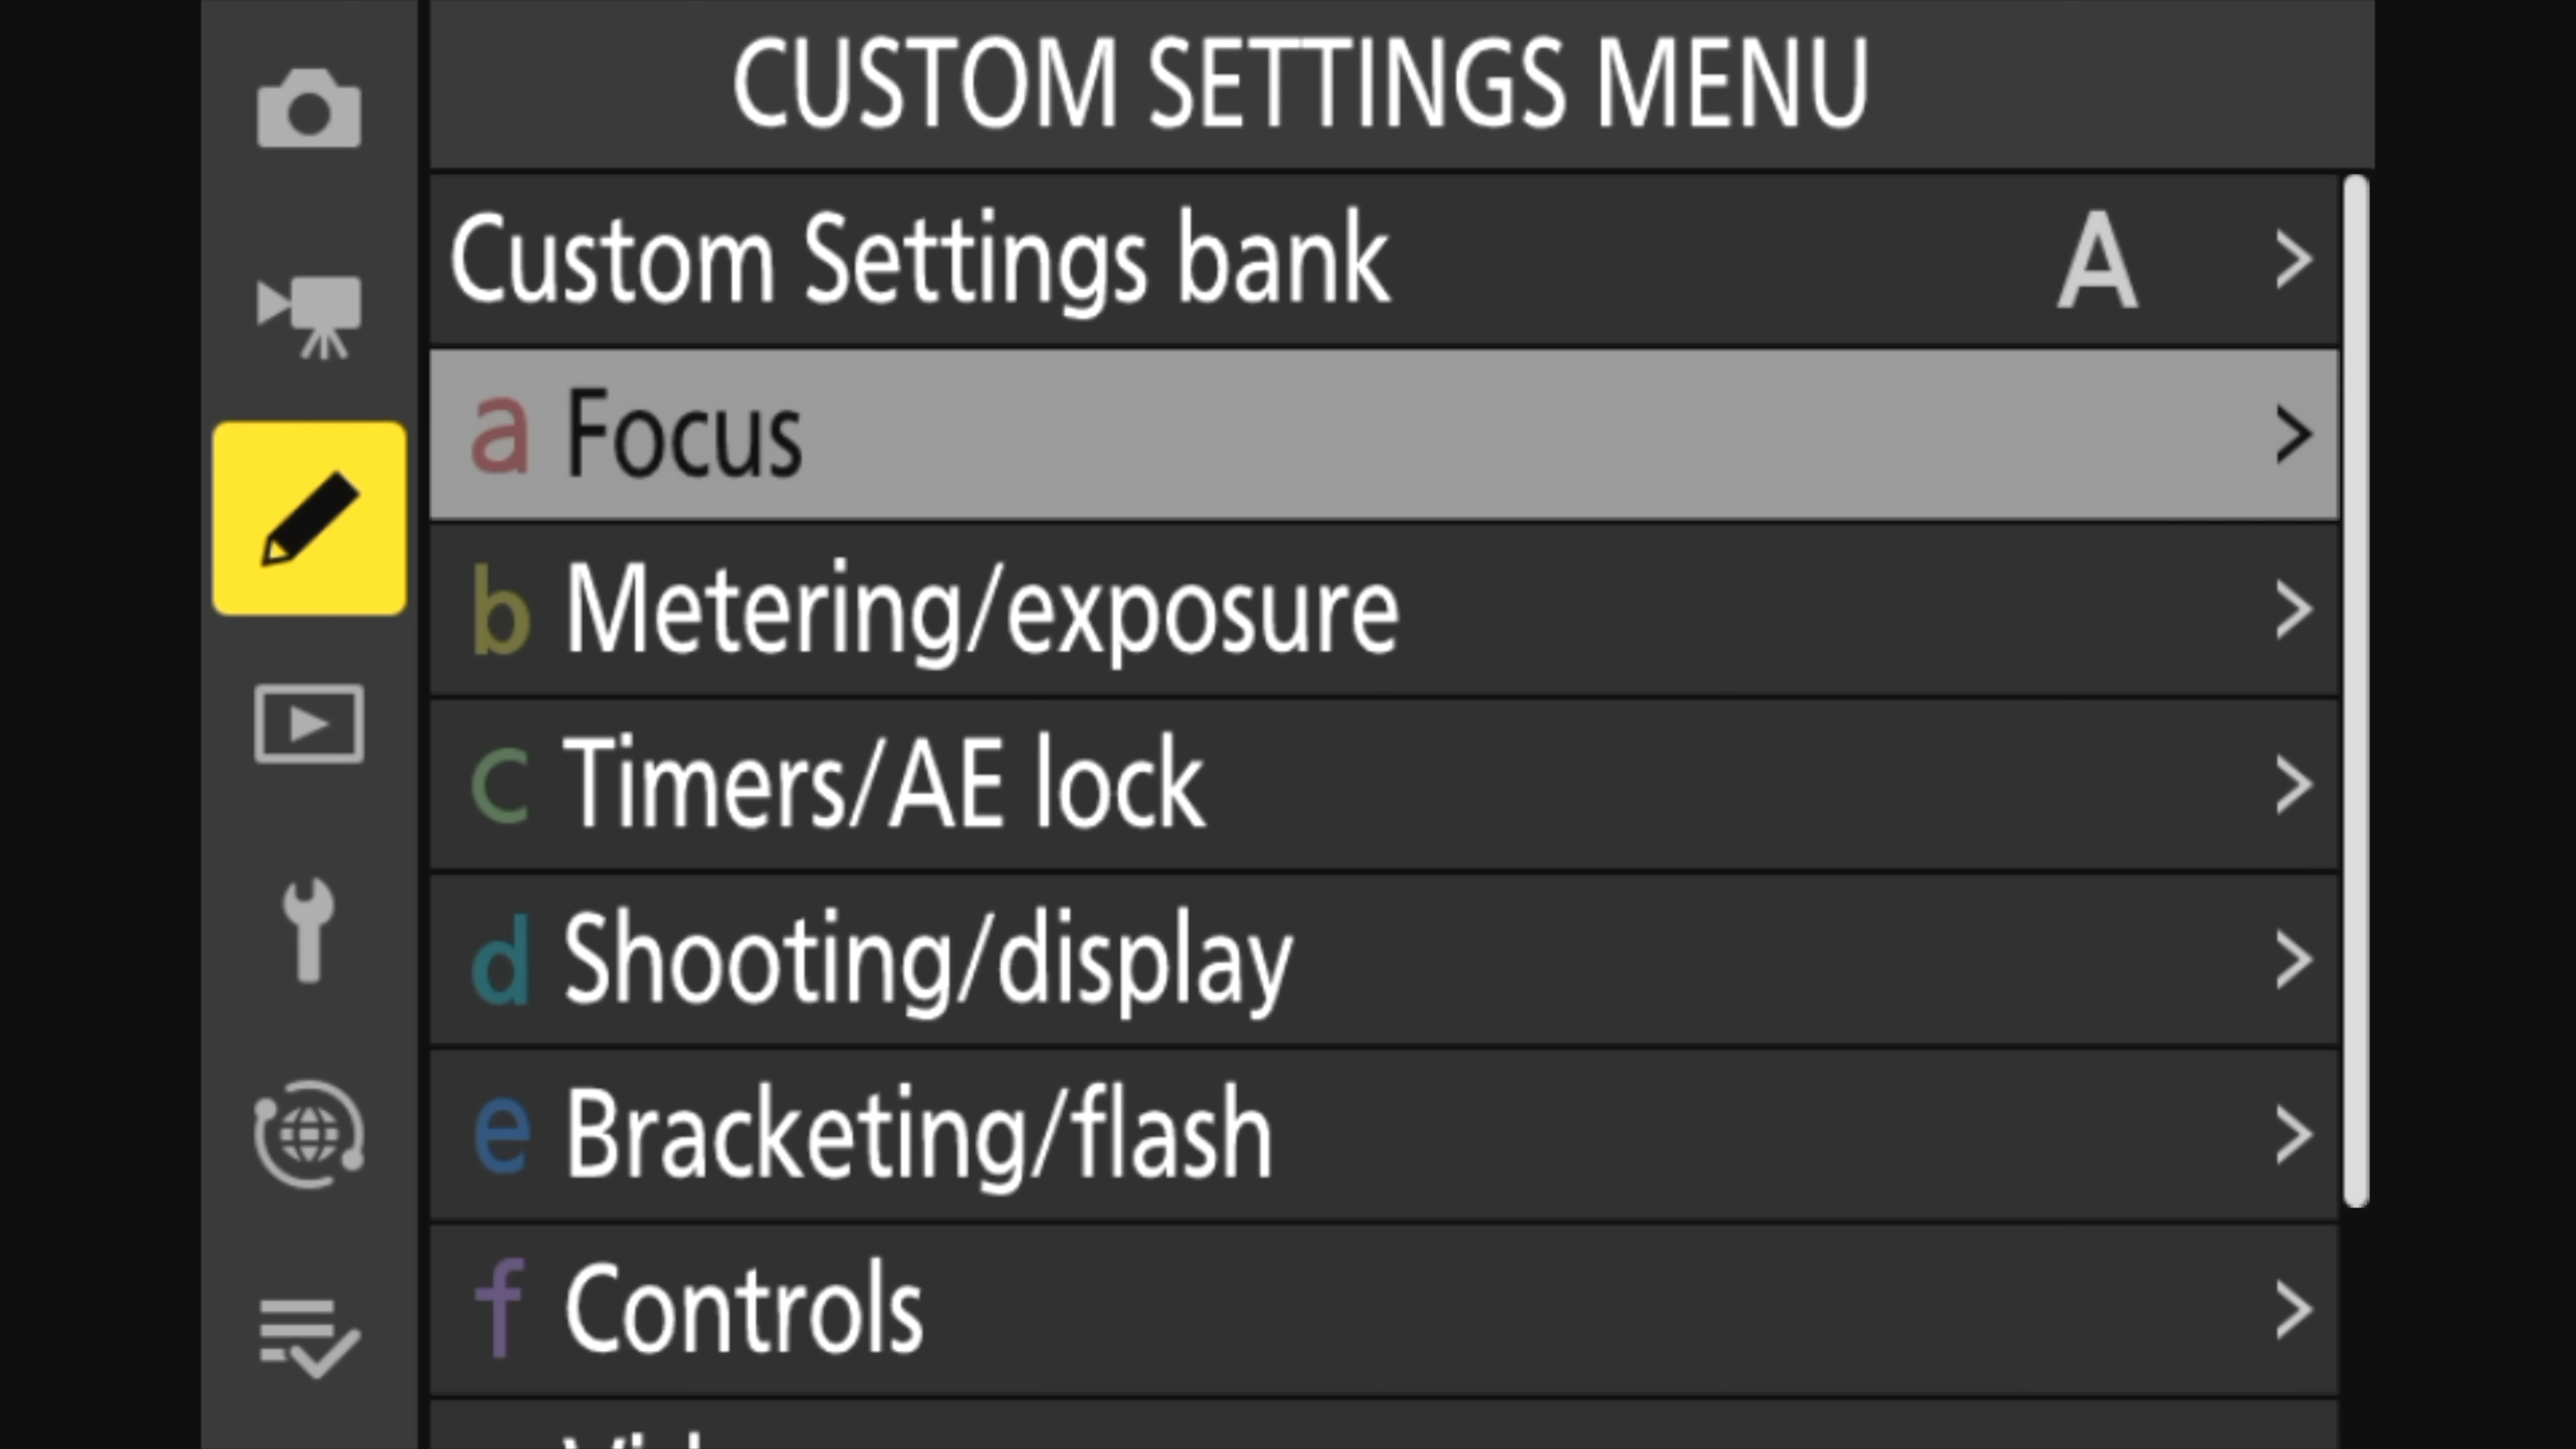 CUSTOM SETTINGS MENU
Custom Settings bank A
a Focus
b Metering/exposure
c Timers/AE lock
d Shooting/display
e Bracketing/flash
f Controls